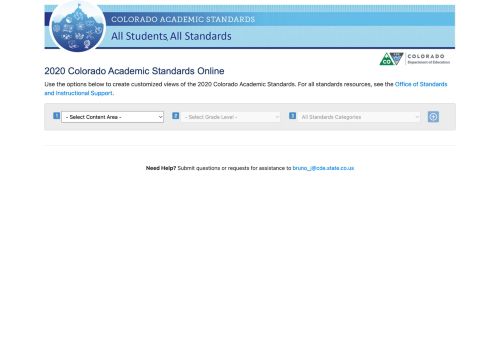 COLORADO ACADEMIC STANDARDS
All Students, All Standards
CO
COLORADO
Department of Education
2020 Colorado Academic Standards Online
Use the options below to create customized views of the 2020 Colorado Academic Standards. For all standards resources, see the Office of Standards
and Instructional Support.
1 - Select Content Area - 2 - Select Grade Level - 3 All Standards Categories
Need Help? Submit questions or requests for assistance to bruno_j@cde.state.co.us